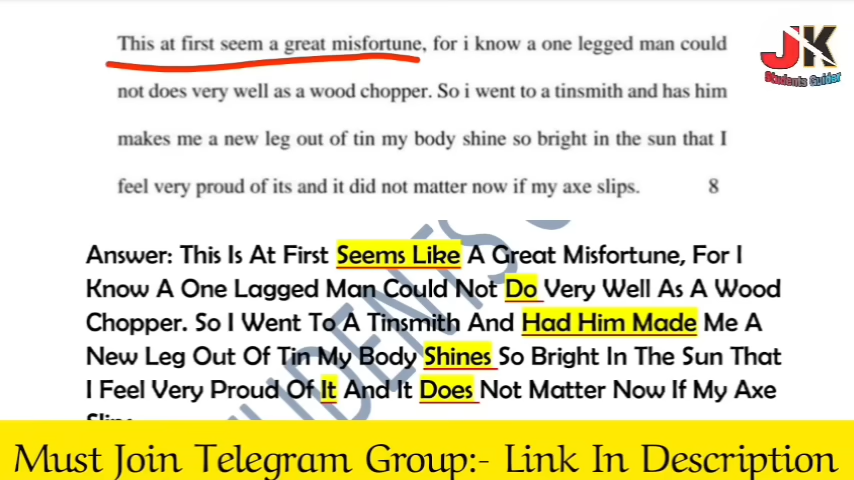 This at first seem a great misfortune, for i know a one legged man could
not does very well as a wood chopper. So i went to a tinsmith and has him
makes me a new leg out of tin my body shine so bright in the sun that I
feel very proud of its and it did not matter now if my axe slips. 8
JK
Students Guider
Answer: This Is At First Seems Like A Great Misfortune, For I
Know A One Lagged Man Could Not Do Very Well As A Wood
Chopper. So I Went To A Tinsmith And Had Him Made Me A
New Leg Out Of Tin My Body Shines So Bright In The Sun That
I Feel Very Proud Of It And It Does Not Matter Now If My Axe
Must Join Telegram Group:- Link In Description